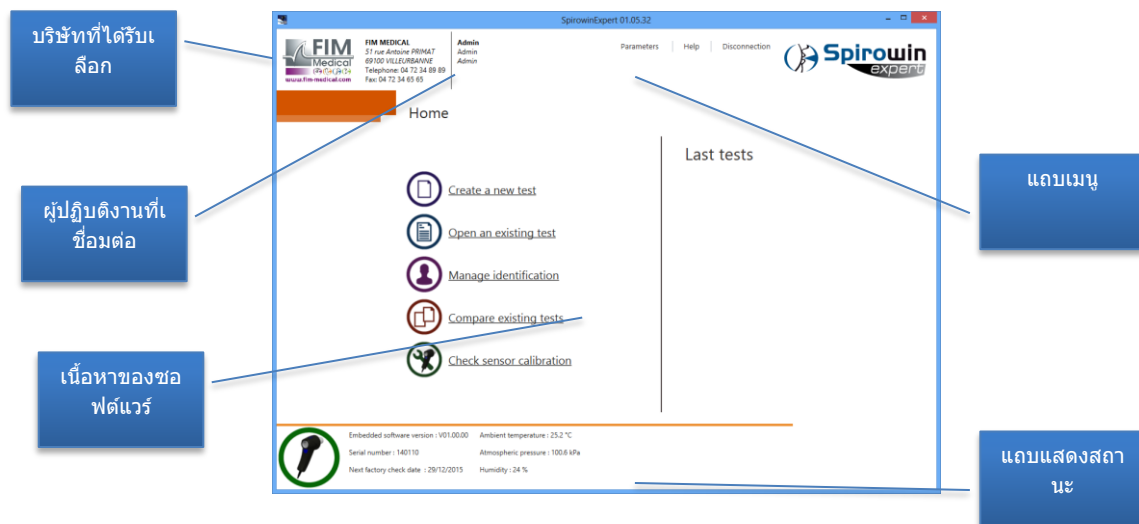 บริษัทที่ได้รับเ
ลือก
ผู้ปฏิบัติงานที่เ
ชื่อมต่อ
เนื้อหาของซอ
ฟต์แวร์
แถบเมนู
แถบแสดงสถา
นะ
SpirowinExpert 01.05.32
FIM
Medical
www.fim-medical.com
FIM MEDICAL
51 rue Antoine PRIMAT
69100 VILLEURBANNE
Telephone: 04 72 34 89 89
Fax: 04 72 34 65 65
Admin
Admin
Admin
Parameters | Help | Disconnection
Spirowin
expert
Home
Last tests
Create a new test
Open an existing test
Manage identification
Compare existing tests
Check sensor calibration
Embedded software version : V01.00.00
Ambient temperature : 25.2 °C
Serial number : 140110
Atmospheric pressure : 100.6 kPa
Next factory check date : 29/12/2015
Humidity : 24 %